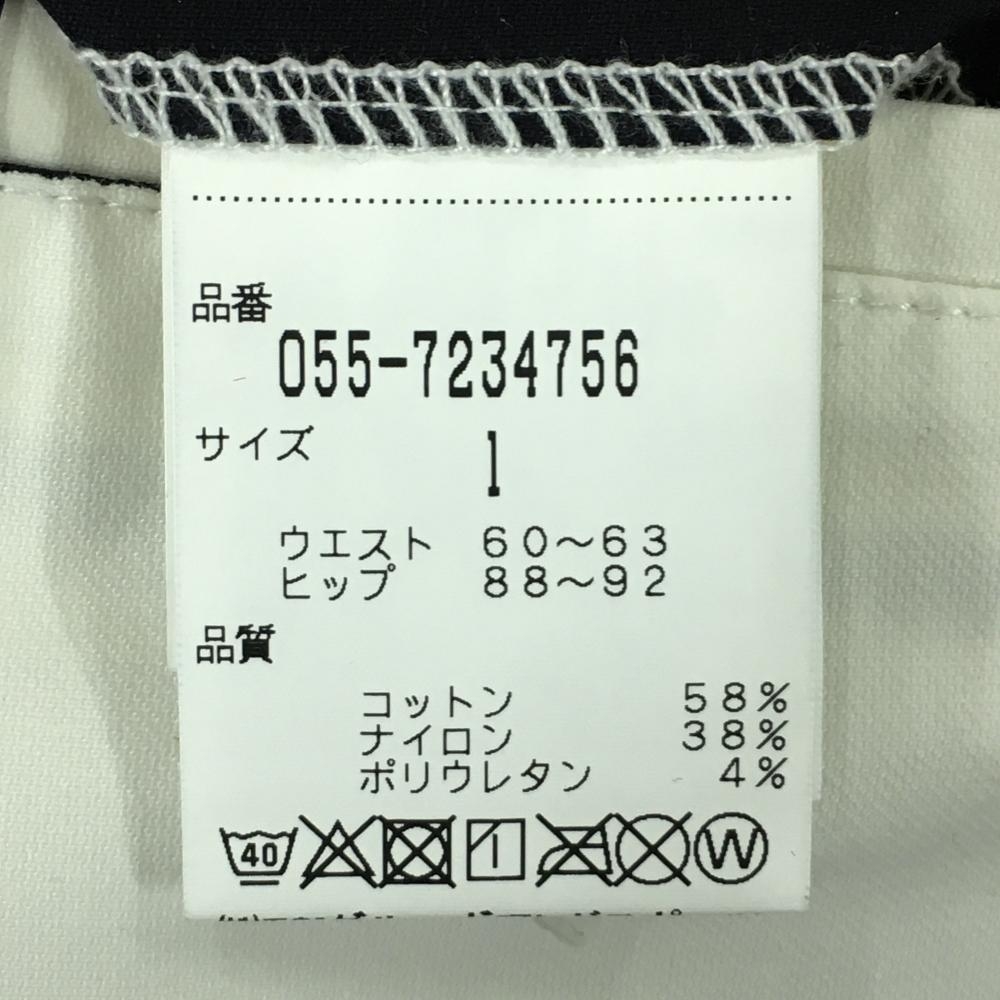 品番
055-7234756
サイズ
1
ウエスト 60～63
ヒップ 88～92
品質
コットン 58%
ナイロン 38%
ポリウレタン 4%
40 W